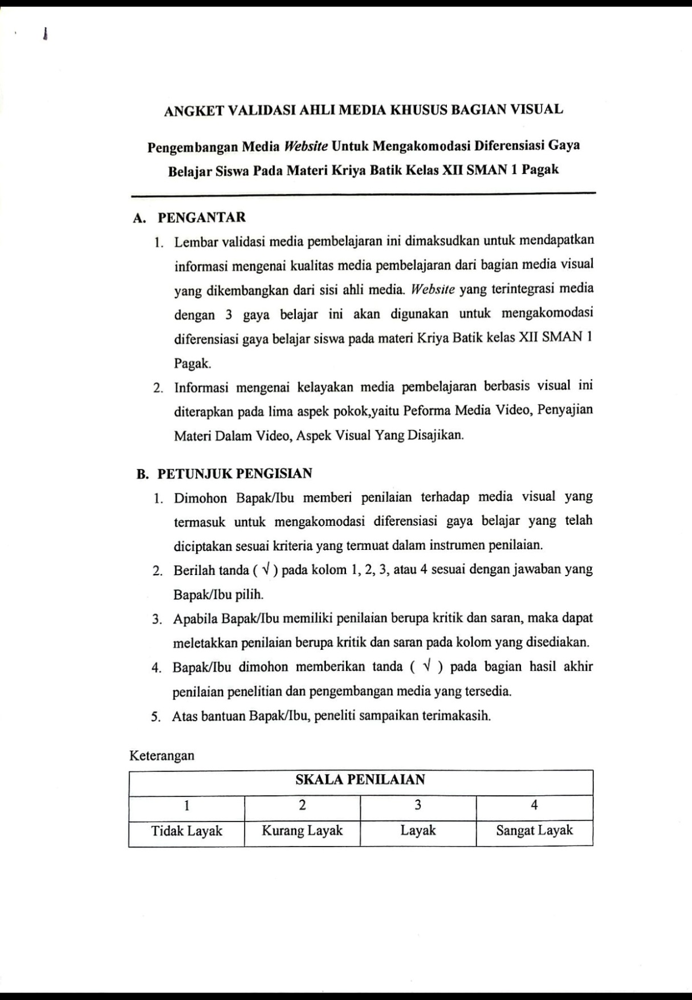 ANGKET VALIDASI AHLI MEDIA KHUSUS BAGIAN VISUAL
Pengembangan Media Website Untuk Mengakomodasi Diferensiasi Gaya
Belajar Siswa Pada Materi Kriya Batik Kelas XII SMAN 1 Pagak
A. PENGANTAR
1. Lembar validasi media pembelajaran ini dimaksudkan untuk mendapatkan
informasi mengenai kualitas media pembelajaran dari bagian media visual
yang dikembangkan dari sisi ahli media. Website yang terintegrasi media
dengan 3 gaya belajar ini akan digunakan untuk mengakomodasi
diferensiasi gaya belajar siswa pada materi Kriya Batik kelas XII SMAN 1
Pagak.
2. Informasi mengenai kelayakan media pembelajaran berbasis visual ini
diterapkan pada lima aspek pokok,yaitu Peforma Media Video, Penyajian
Materi Dalam Video, Aspek Visual Yang Disajikan.
B. PETUNJUK PENGISIAN
1. Dimohon Bapak/Ibu memberi penilaian terhadap media visual yang
termasuk untuk mengakomodasi diferensiasi gaya belajar yang telah
diciptakan sesuai kriteria yang termuat dalam instrumen penilaian.
2. Berilah tanda ( √ ) pada kolom 1, 2, 3, atau 4 sesuai dengan jawaban yang
Bapak/Ibu pilih.
3. Apabila Bapak/Ibu memiliki penilaian berupa kritik dan saran, maka dapat
meletakkan penilaian berupa kritik dan saran pada kolom yang disediakan.
4. Bapak/Ibu dimohon memberikan tanda ( √ ) pada bagian hasil akhir
penilaian penelitian dan pengembangan media yang tersedia.
5. Atas bantuan Bapak/Ibu, peneliti sampaikan terimakasih.
Keterangan
SKALA PENILAIAN
1 2 3 4
Tidak Layak Kurang Layak Layak Sangat Layak